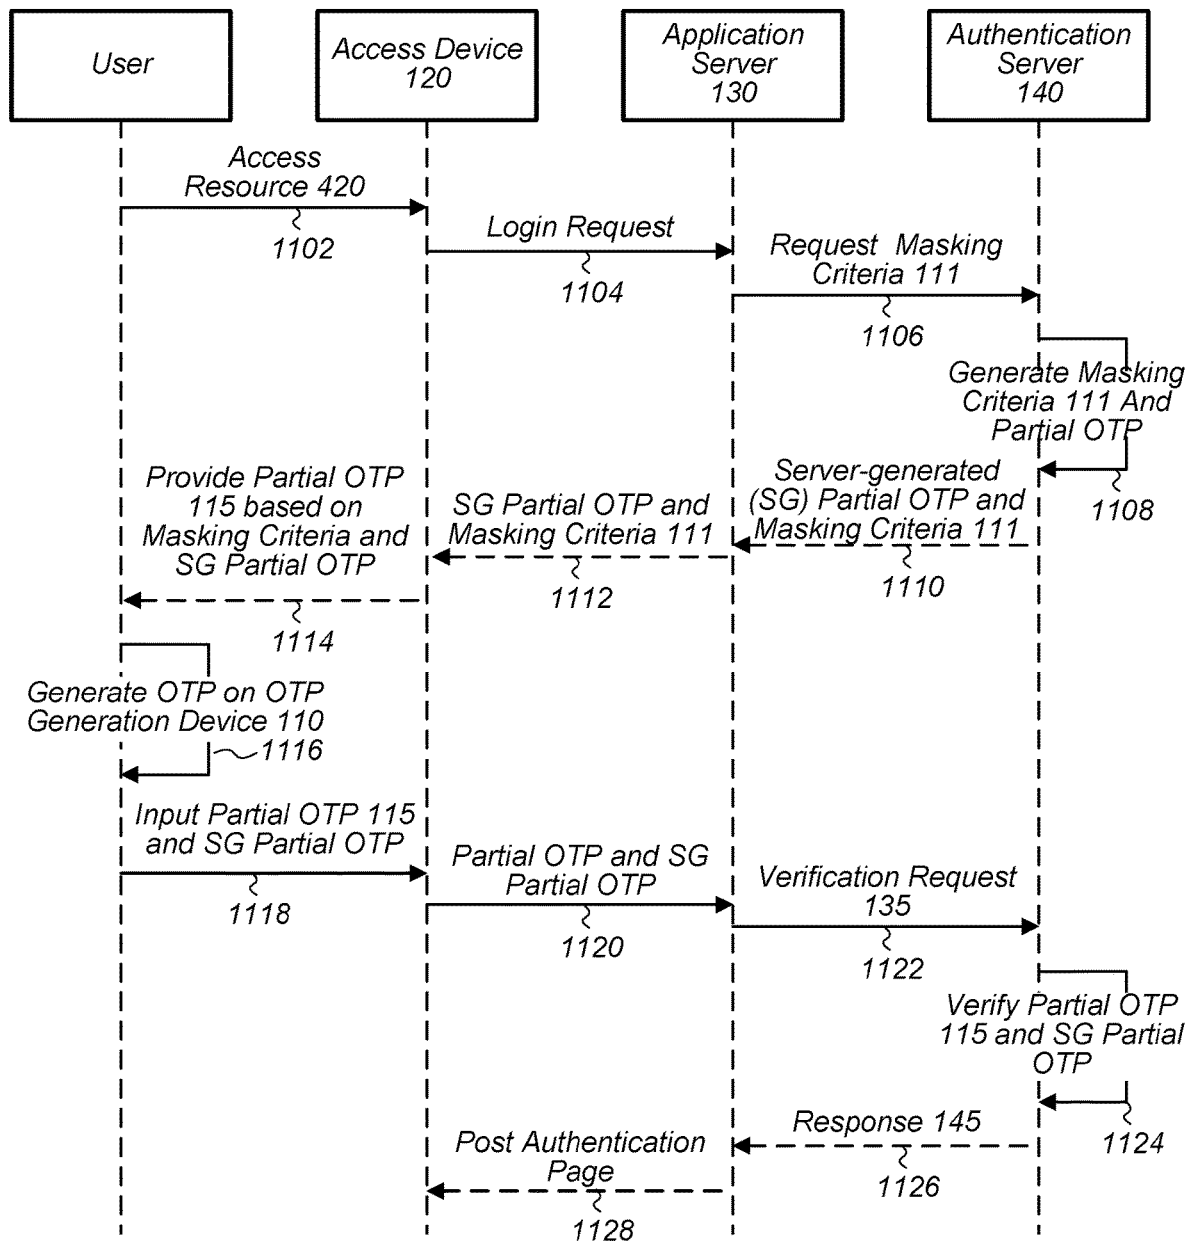 User
Access Device
120
Application
Server
130
Authentication
Server
140
Access
Resource 420
1102
Login Request
1104
Request Masking
Criteria 111
1106
Generate Masking
Criteria 111 And
Partial OTP
1108
Server-generated
(SG) Partial OTP and
Masking Criteria 111
1110
SG Partial OTP and
Masking Criteria 111
1112
Provide Partial OTP
115 based on
Masking Criteria and
SG Partial OTP
1114
Generate OTP on OTP
Generation Device 110
1116
Input Partial OTP 115
and SG Partial OTP
1118
Partial OTP and SG
Partial OTP
1120
Verification Request
135
1122
Verify Partial OTP
115 and SG Partial
OTP
1124
Response 145
1126
Post Authentication
Page
1128